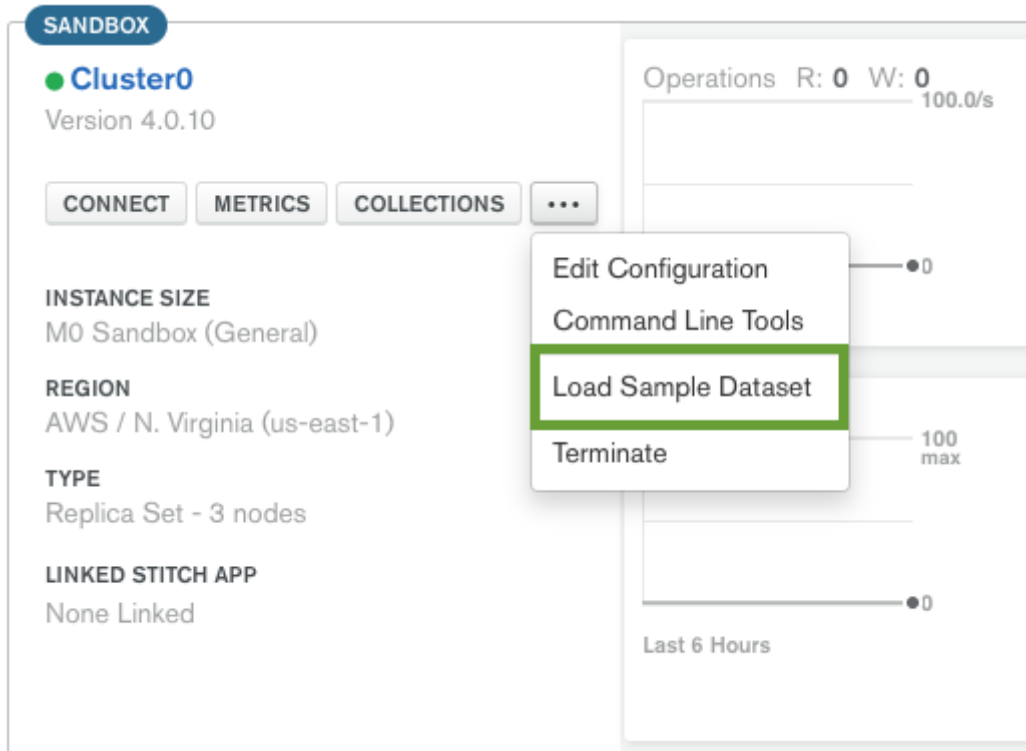 SANDBOX
Cluster0
Version 4.0.10
CONNECT METRICS COLLECTIONS ...
Edit Configuration
Command Line Tools
Load Sample Dataset
Terminate
INSTANCE SIZE
M0 Sandbox (General)
REGION
AWS / N. Virginia (us-east-1)
TYPE
Replica Set - 3 nodes
LINKED STITCH APP
None Linked
Operations R: 0 W: 0
100.0/s
0
100
max
0
Last 6 Hours